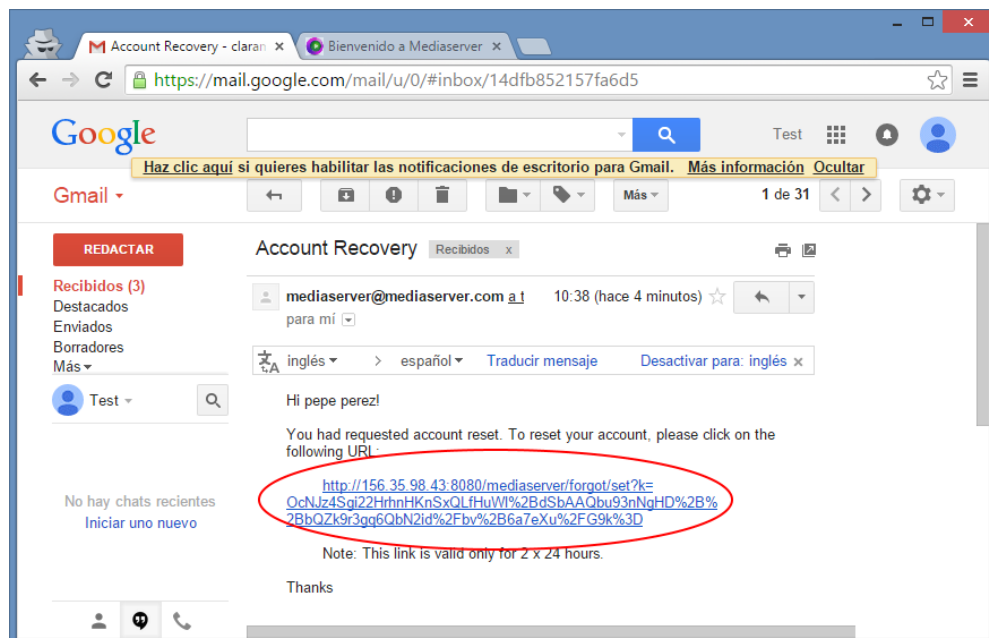 Account Recovery - claran
Bienvenido a Mediaserver
https://mail.google.com/mail/u/0/#inbox/14dfb852157fa6d5
Google
Test
Haz clic aquí si quieres habilitar las notificaciones de escritorio para Gmail. Más información Ocultar
Gmail
Más
1 de 31
REDACTAR
Account Recovery
Recibidos x
Recibidos (3)
Destacados
Enviados
Borradores
Más
mediaserver@mediaserver.com a t
10:38 (hace 4 minutos)
para mí
inglés > español Traducir mensaje Desactivar para: inglés x
Test
Hi pepe perez!
You had requested account reset. To reset your account, please click on the
following URL:
http://156.35.98.43:8080/mediaserver/forgot/set?k=
OcNJz4Sgi22HrhnHKnSxQLfHuWl%2BdSbAAQbu93nNgHD%2B%
2BbQZk9r3gq6QbN2id%2Fbv%2B6a7eXu%2FG9k%3D
No hay chats recientes
Iniciar uno nuevo
Note: This link is valid only for 2 x 24 hours.
Thanks